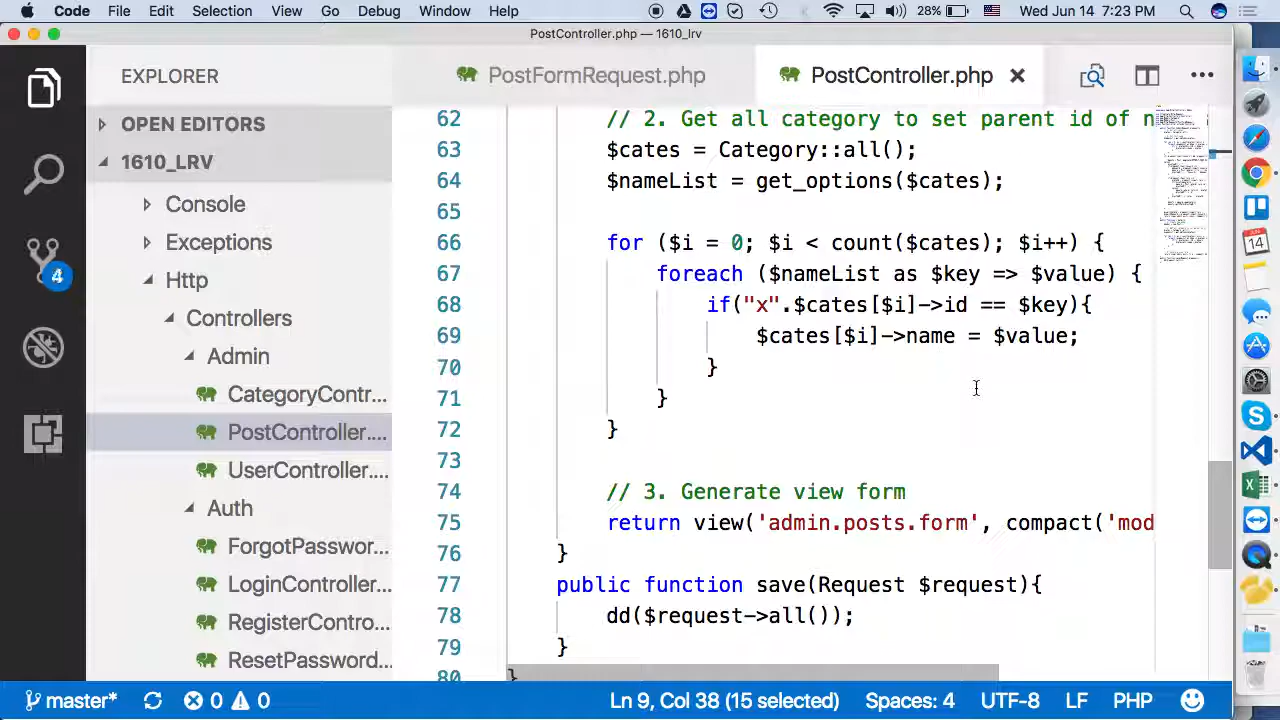 Code File Edit Selection View Go Debug Window Help 28% Wed Jun 14 7:23 PM
PostController.php — 1610_lrv
EXPLORER
PostFormRequest.php
PostController.php
OPEN EDITORS
1610_LRV
Console
Exceptions
Http
Controllers
Admin
CategoryContr...
PostController....
UserController....
Auth
ForgotPasswor...
LoginController...
RegisterContro...
ResetPassword...
4
62 // 2. Get all category to set parent id of n
63 $cates = Category::all();
64 $nameList = get_options($cates);
65
66 for ($i = 0; $i < count($cates); $i++) {
67 foreach ($nameList as $key => $value) {
68 if("x".$cates[$i]->id == $key){
69 $cates[$i]->name = $value;
70 }
71 }
72 }
73
74 // 3. Generate view form
75 return view('admin.posts.form', compact('mod
76 }
77 public function save(Request $request){
78 dd($request->all());
79 }
80 }
JUN
14
master* 0 0 Ln 9, Col 38 (15 selected) Spaces: 4 UTF-8 LF PHP